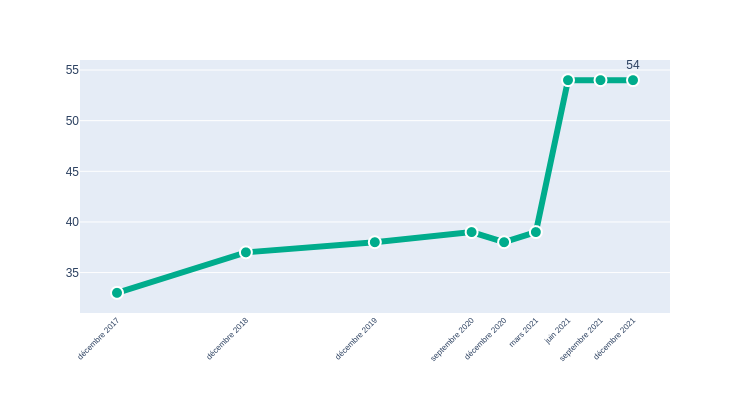 54
55
50
45
40
35
décembre 2017
décembre 2018
décembre 2019
septembre 2020
décembre 2020
mars 2021
juin 2021
septembre 2021
décembre 2021